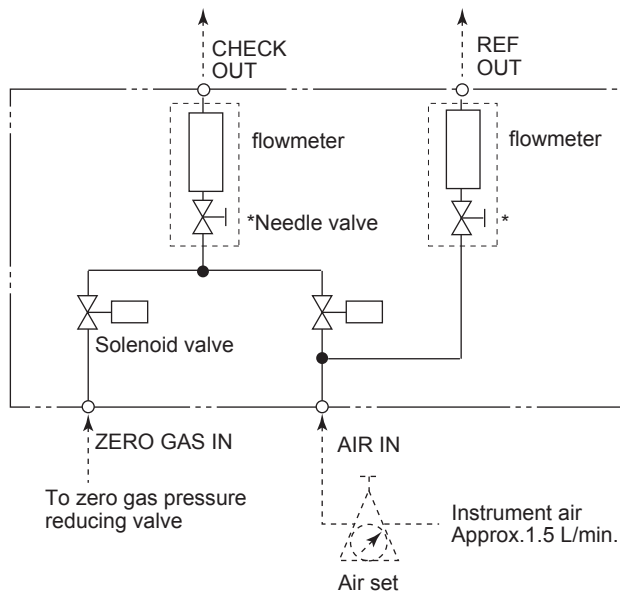 CHECK
OUT
REF
OUT
flowmeter
flowmeter
*Needle valve
*
Solenoid valve
ZERO GAS IN
AIR IN
To zero gas pressure
reducing valve
Instrument air
Approx.1.5 L/min.
Air set